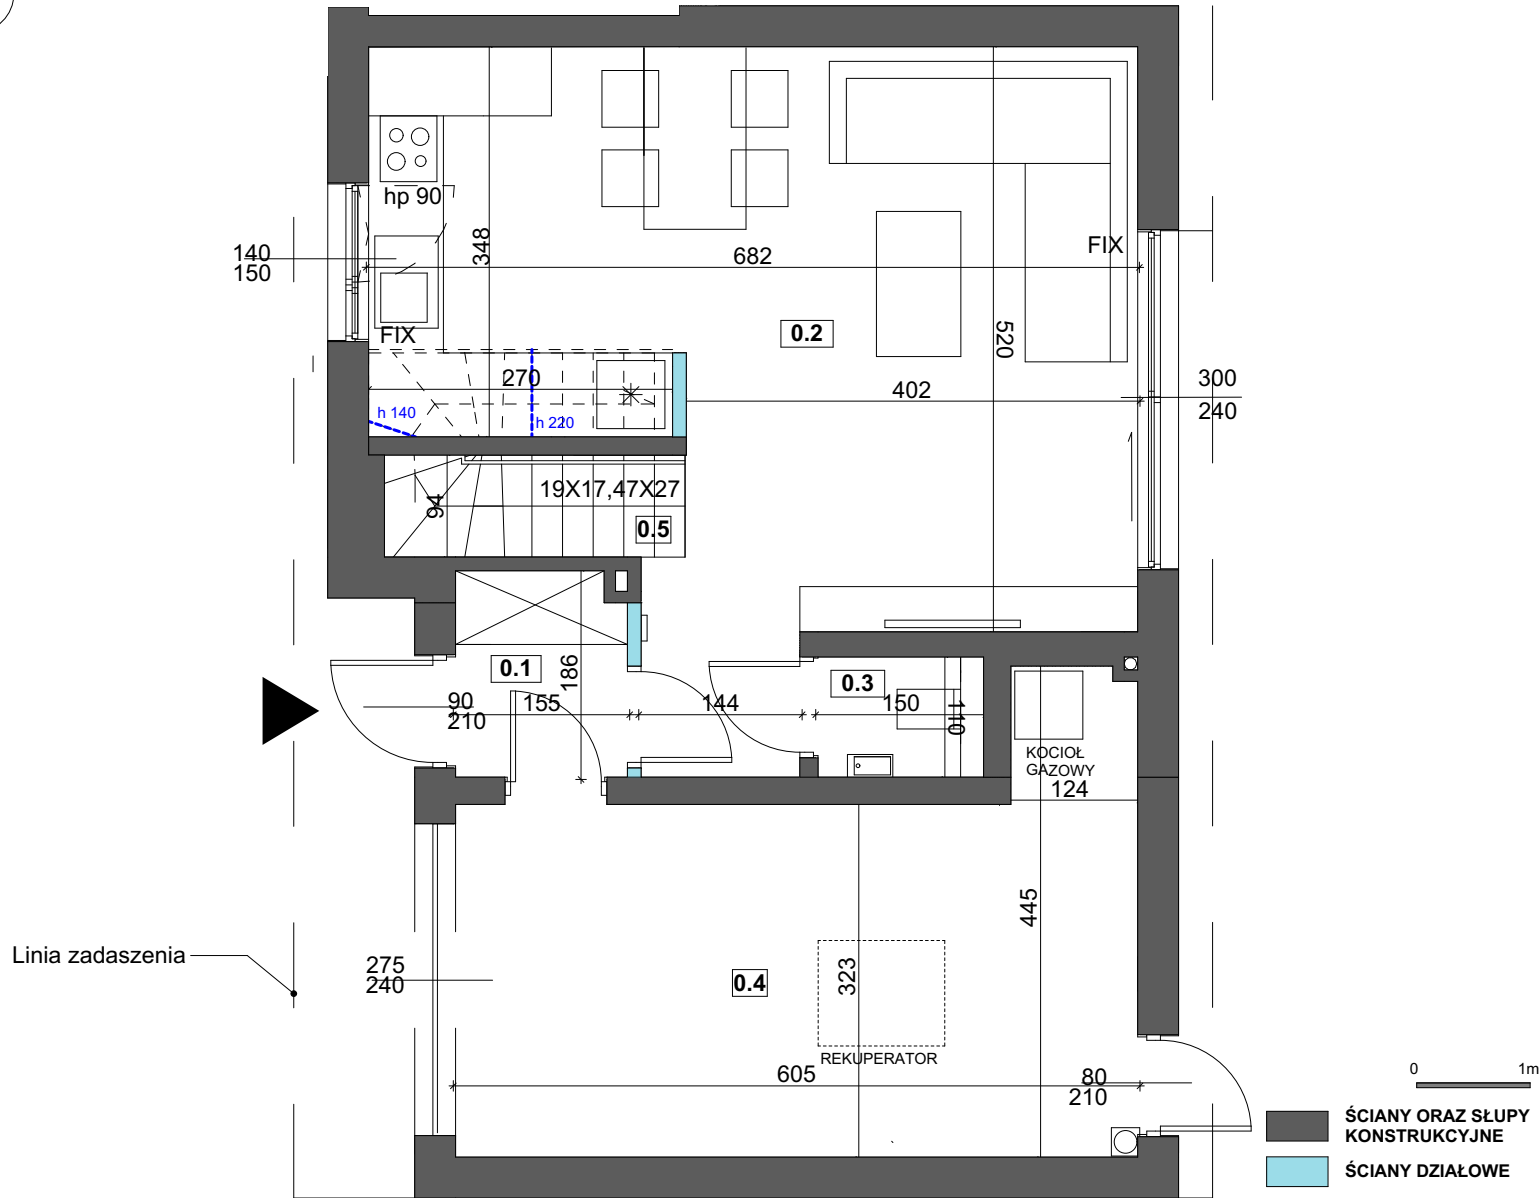 hp 90
348
140
150
682
FIX
FIX
0.2
520
270
402
300
240
h 140
h 220
19X17,47X27
94
0.5
0.1
186
0.3
90
210
155
144
150
110
KOCIOŁ
GAZOWY
124
445
Linia zadaszenia
275
240
0.4
323
REKUPERATOR
605
80
210
0 1m
ŚCIANY ORAZ SŁUPY
KONSTRUKCYJNE
ŚCIANY DZIAŁOWE